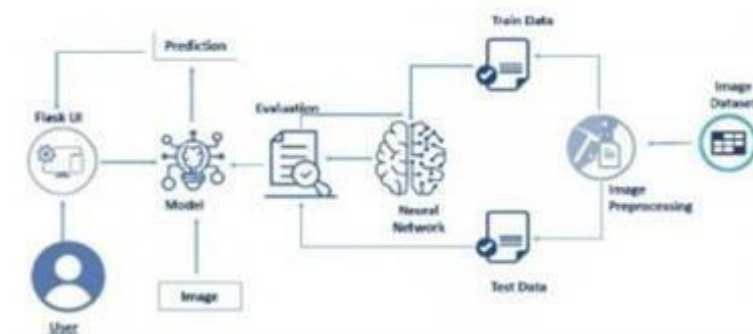 Train Data
Prediction
Image
Dataset
Evaluation
Flask UI
Model
Neural
Network
Image
Preprocessing
Image
Test Data
User